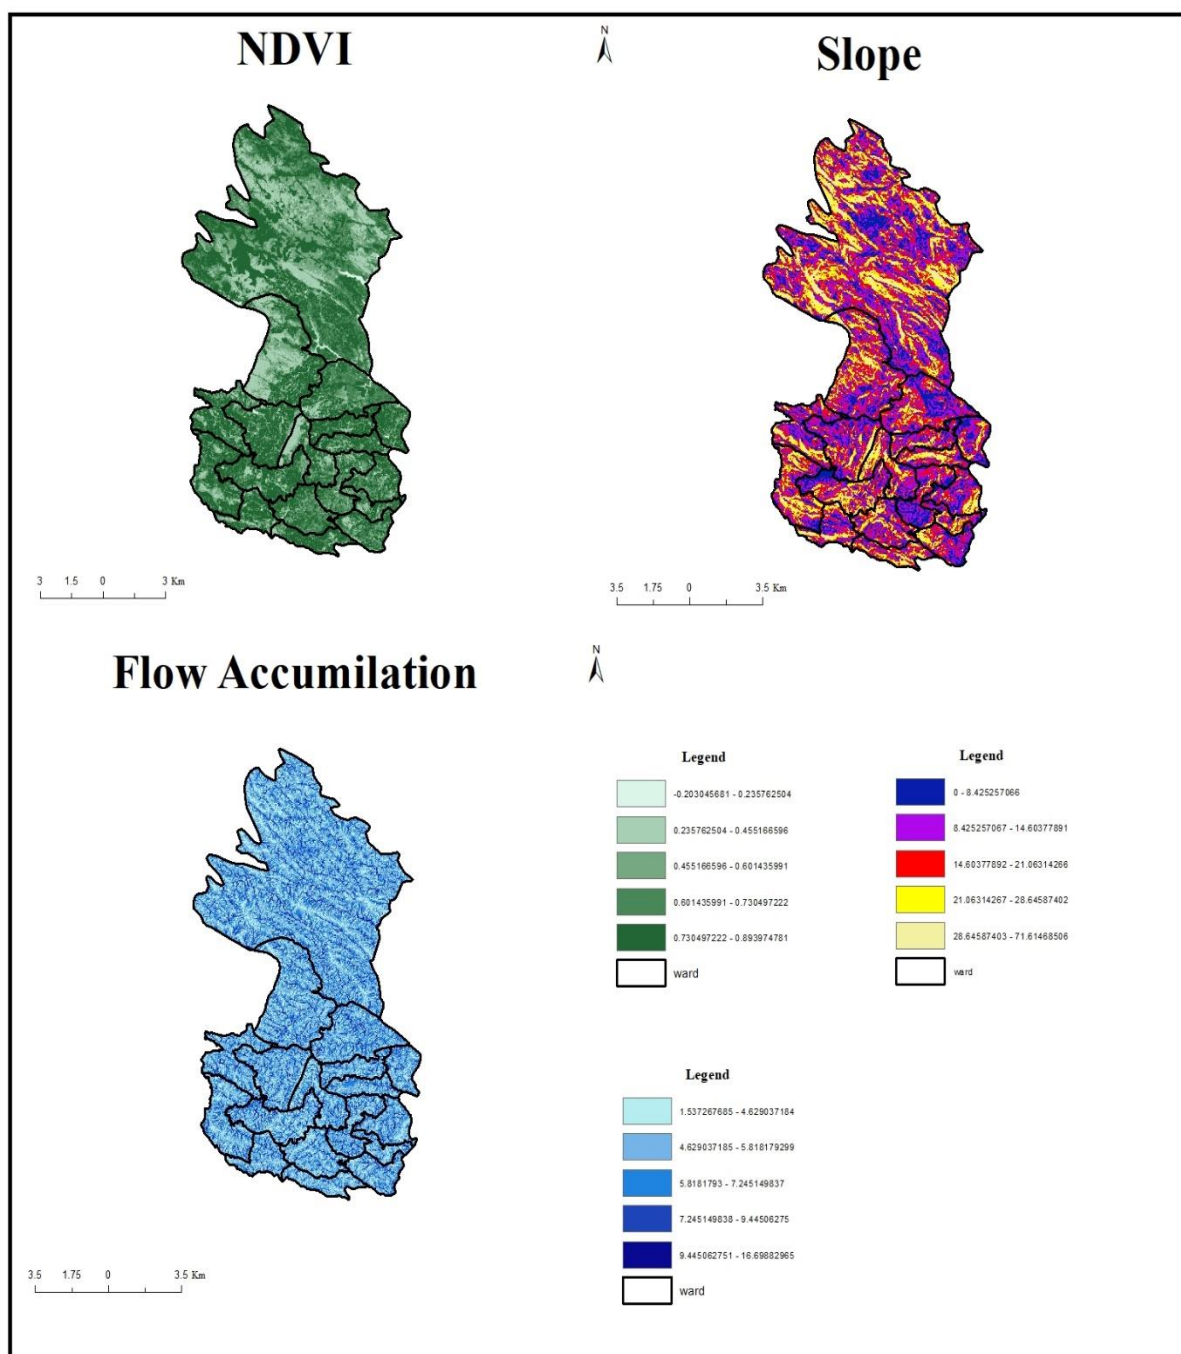 NDVI
N
Slope
3 1.5 0 3 Km
3.5 1.75 0 3.5 Km
Flow Accumilation
N
Legend
-0.203045681 - 0.235762504
0.235762504 - 0.455166596
0.455166596 - 0.601435991
0.601435991 - 0.730497222
0.730497222 - 0.893974781
ward
Legend
0 - 8.425257066
8.425257067 - 14.60377891
14.60377892 - 21.06314266
21.06314267 - 28.64587402
28.64587403 - 71.61468506
ward
Legend
1.537267685 - 4.629037184
4.629037185 - 5.818179299
5.8181793 - 7.245149837
7.245149838 - 9.44506275
9.445062751 - 16.69882965
ward
3.5 1.75 0 3.5 Km